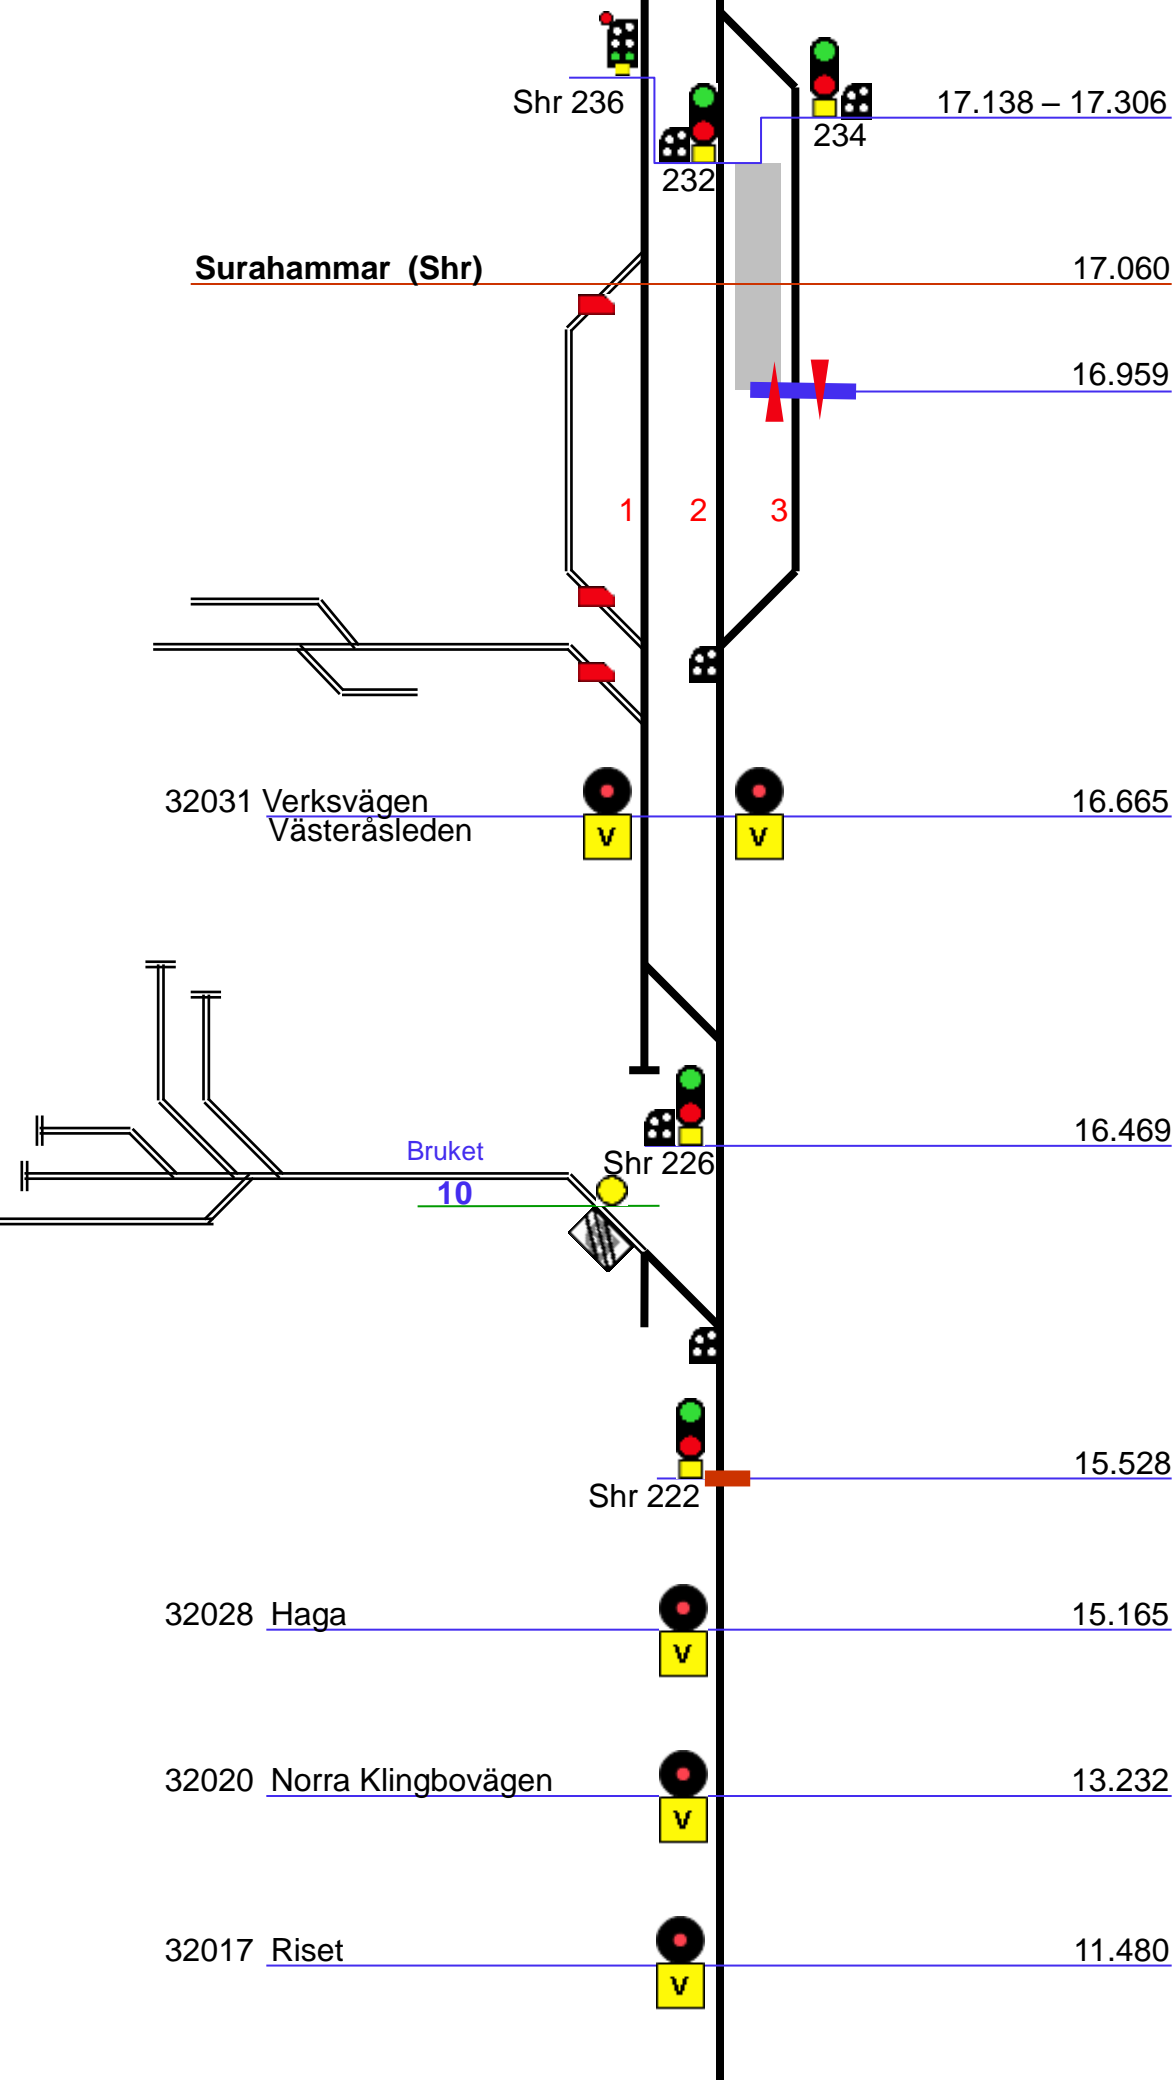 Shr 236
17.138 – 17.306
234
232
Surahammar (Shr)
17.060
16.959
1
2
3
32031 Verksvägen
16.665
Västeråsleden
V
V
16.469
Bruket
Shr 226
10
15.528
Shr 222
32028 Haga
15.165
V
32020 Norra Klingbovägen
13.232
V
32017 Riset
11.480
V